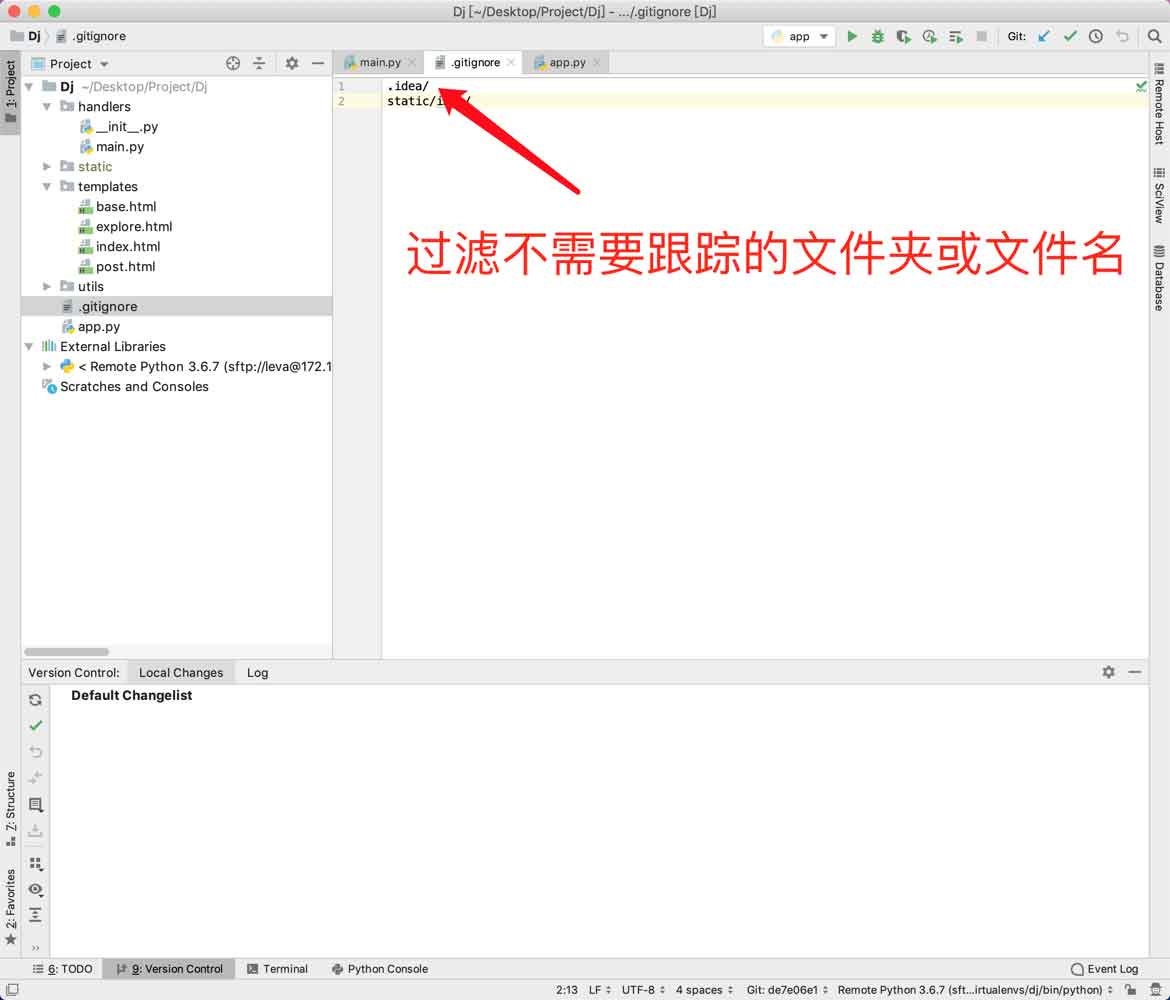 Dj [~/Desktop/Project/Dj] - .../.gitignore [Dj]
Dj .gitignore
app
Git:
1: Project
Project
main.py
.gitignore
app.py
Dj ~/Desktop/Project/Dj
handlers
__init__.py
main.py
static
templates
base.html
explore.html
index.html
post.html
utils
.gitignore
app.py
External Libraries
< Remote Python 3.6.7 (sftp://leva@172.1
Scratches and Consoles
1 .idea/
2
过滤不需要跟踪的文件夹或文件名
Remote Host
SciView
Database
Version Control:
Local Changes
Log
Default Changelist
Z: Structure
2: Favorites
6: TODO
9: Version Control
Terminal
Python Console
Event Log
2:13
LF
UTF-8
4 spaces
Git: de7e06e1
Remote Python 3.6.7 (sft...irtualenvs/dj/bin/python)